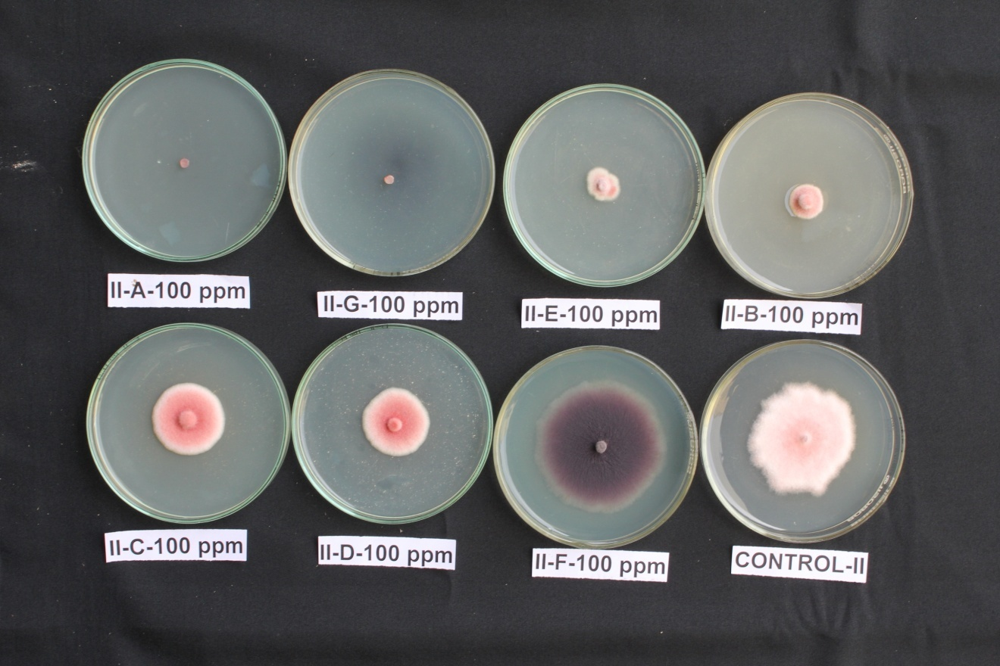 II-A-100 ppm
II-G-100 ppm
II-E-100 ppm
II-B-100 ppm
II-C-100 ppm
II-D-100 ppm
II-F-100 ppm
CONTROL-II